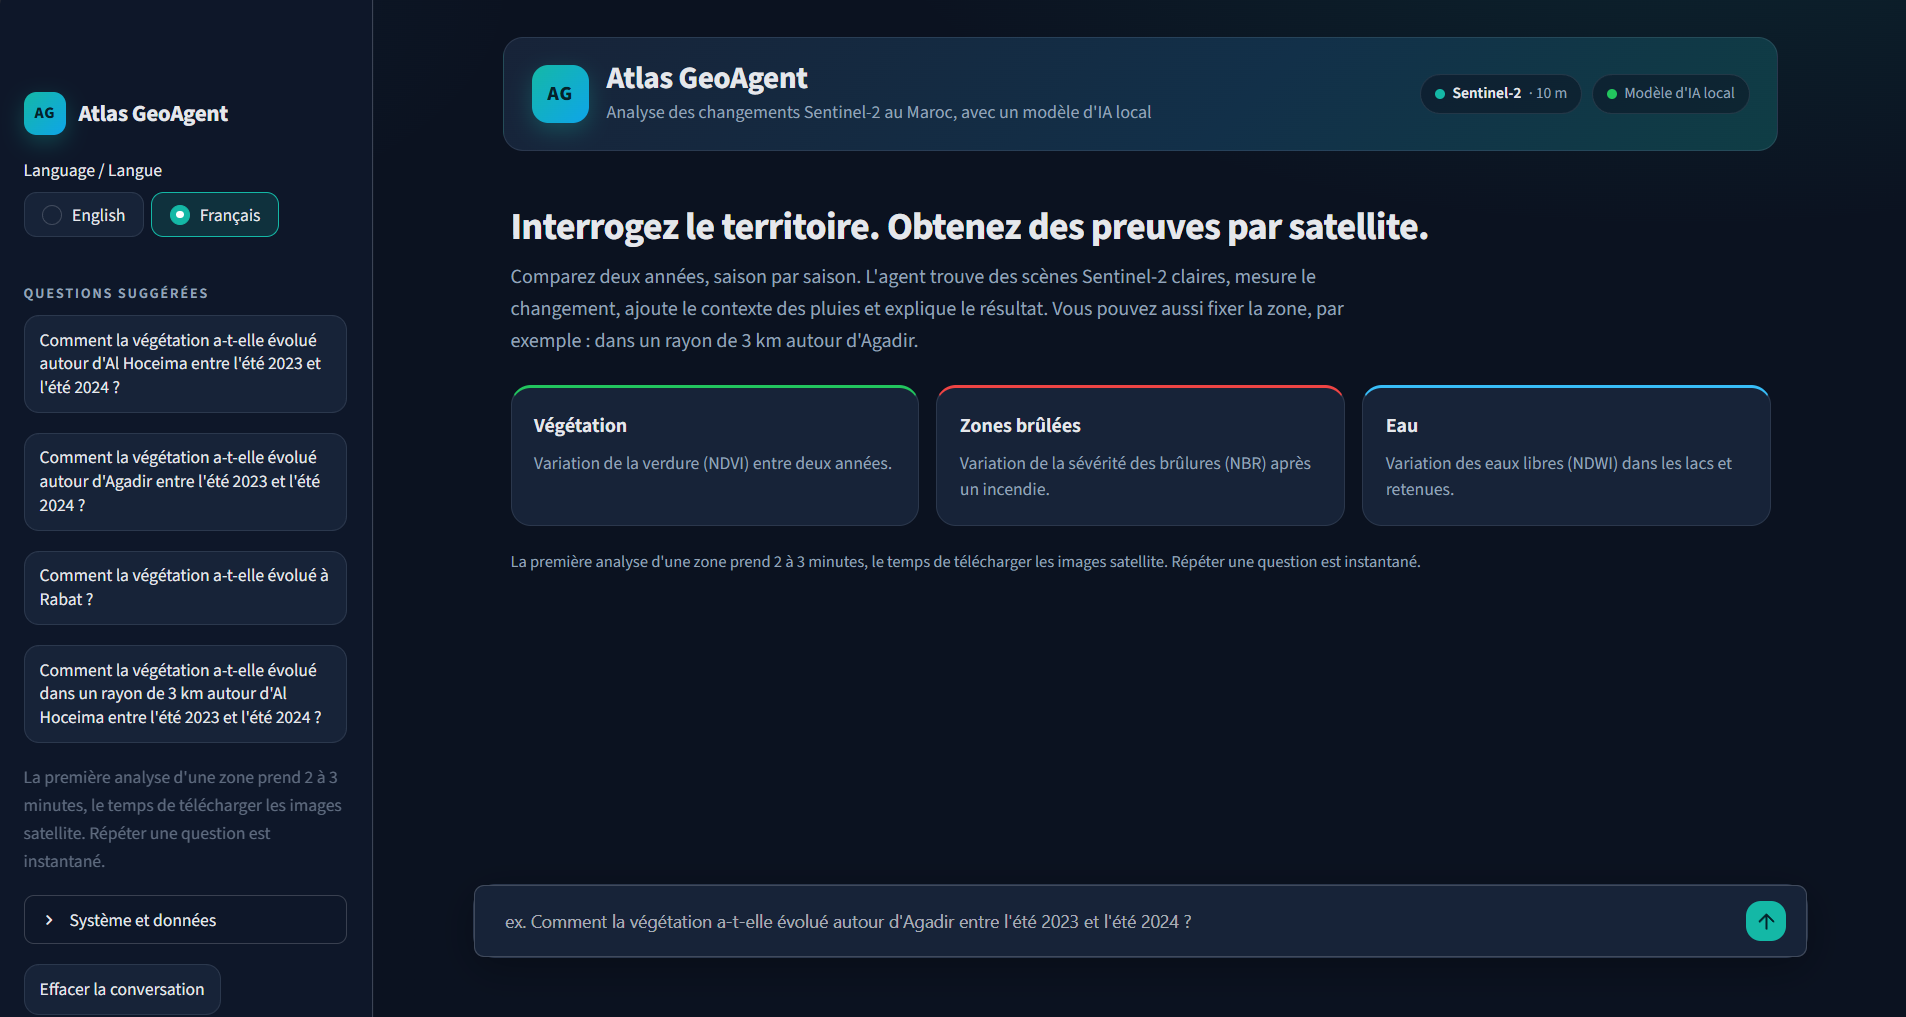 AG
Atlas GeoAgent
Language / Langue
English
Français
QUESTIONS SUGGÉRÉES
Comment la végétation a-t-elle évolué
autour d'Al Hoceima entre l'été 2023 et
l'été 2024 ?
Comment la végétation a-t-elle évolué
autour d'Agadir entre l'été 2023 et l'été
2024 ?
Comment la végétation a-t-elle évolué à
Rabat ?
Comment la végétation a-t-elle évolué
dans un rayon de 3 km autour d'Al
Hoceima entre l'été 2023 et l'été 2024 ?
La première analyse d'une zone prend 2 à 3
minutes, le temps de télécharger les images
satellite. Répéter une question est
instantané.
Système et données
Effacer la conversation
AG
Atlas GeoAgent
Analyse des changements Sentinel-2 au Maroc, avec un modèle d'IA local
Sentinel-2 · 10 m
Modèle d'IA local
Interrogez le territoire. Obtenez des preuves par satellite.
Comparez deux années, saison par saison. L'agent trouve des scènes Sentinel-2 claires, mesure le
changement, ajoute le contexte des pluies et explique le résultat. Vous pouvez aussi fixer la zone, par
exemple : dans un rayon de 3 km autour d'Agadir.
Végétation
Variation de la verdure (NDVI) entre deux années.
Zones brûlées
Variation de la sévérité des brûlures (NBR) après
un incendie.
Eau
Variation des eaux libres (NDWI) dans les lacs et
retenues.
La première analyse d'une zone prend 2 à 3 minutes, le temps de télécharger les images satellite. Répéter une question est instantané.
ex. Comment la végétation a-t-elle évolué autour d'Agadir entre l'été 2023 et l'été 2024 ?